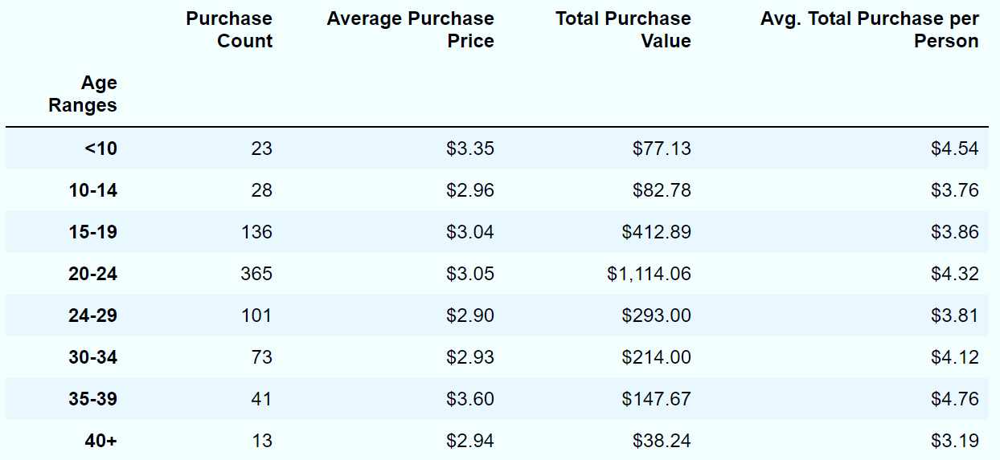 Purchase Count Average Purchase Price Total Purchase Value Avg. Total Purchase per Person
Age Ranges
<10 23 $3.35 $77.13 $4.54
10-14 28 $2.96 $82.78 $3.76
15-19 136 $3.04 $412.89 $3.86
20-24 365 $3.05 $1,114.06 $4.32
24-29 101 $2.90 $293.00 $3.81
30-34 73 $2.93 $214.00 $4.12
35-39 41 $3.60 $147.67 $4.76
40+ 13 $2.94 $38.24 $3.19